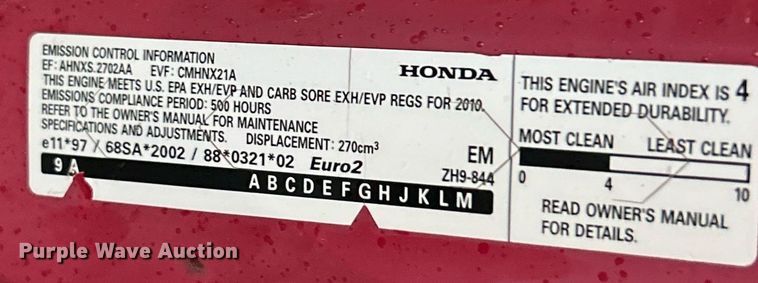 EMISSION CONTROL INFORMATION
EF: AHNXS.2702AA EVF: CMHNX21A
HONDA
THIS ENGINE MEETS U.S. EPA EXH/EVP AND CARB SORE EXH/EVP REGS FOR 2010.
EMISSIONS COMPLIANCE PERIOD: 500 HOURS
REFER TO THE OWNER'S MANUAL FOR MAINTENANCE
SPECIFICATIONS AND ADJUSTMENTS. DISPLACEMENT: 270cm³
e11*97 / 68SA*2002 / 88*0321*02 Euro2
EM
ZH9-844
9 A
A B C D E F G H J K L M
THIS ENGINE'S AIR INDEX IS 4
FOR EXTENDED DURABILITY.
MOST CLEAN LEAST CLEAN
0 4 10
READ OWNER'S MANUAL
FOR DETAILS.
Purple Wave Auction